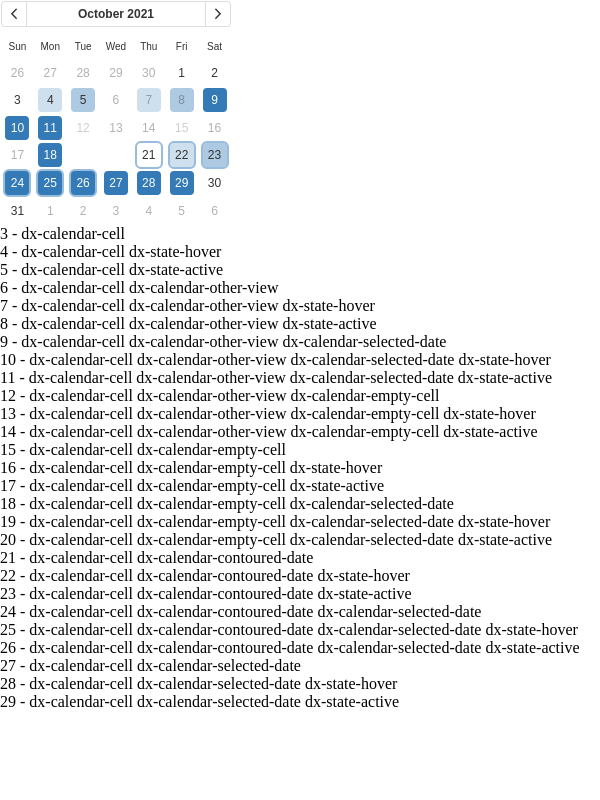 October 2021
Sun Mon Tue Wed Thu Fri Sat
26 27 28 29 30 1 2
3 4 5 6 7 8 9
10 11 12 13 14 15 16
17 18 21 22 23
24 25 26 27 28 29 30
31 1 2 3 4 5 6
3 - dx-calendar-cell
4 - dx-calendar-cell dx-state-hover
5 - dx-calendar-cell dx-state-active
6 - dx-calendar-cell dx-calendar-other-view
7 - dx-calendar-cell dx-calendar-other-view dx-state-hover
8 - dx-calendar-cell dx-calendar-other-view dx-state-active
9 - dx-calendar-cell dx-calendar-other-view dx-calendar-selected-date
10 - dx-calendar-cell dx-calendar-other-view dx-calendar-selected-date dx-state-hover
11 - dx-calendar-cell dx-calendar-other-view dx-calendar-selected-date dx-state-active
12 - dx-calendar-cell dx-calendar-other-view dx-calendar-empty-cell
13 - dx-calendar-cell dx-calendar-other-view dx-calendar-empty-cell dx-state-hover
14 - dx-calendar-cell dx-calendar-other-view dx-calendar-empty-cell dx-state-active
15 - dx-calendar-cell dx-calendar-empty-cell
16 - dx-calendar-cell dx-calendar-empty-cell dx-state-hover
17 - dx-calendar-cell dx-calendar-empty-cell dx-state-active
18 - dx-calendar-cell dx-calendar-empty-cell dx-calendar-selected-date
19 - dx-calendar-cell dx-calendar-empty-cell dx-calendar-selected-date dx-state-hover
20 - dx-calendar-cell dx-calendar-empty-cell dx-calendar-selected-date dx-state-active
21 - dx-calendar-cell dx-calendar-contoured-date
22 - dx-calendar-cell dx-calendar-contoured-date dx-state-hover
23 - dx-calendar-cell dx-calendar-contoured-date dx-state-active
24 - dx-calendar-cell dx-calendar-contoured-date dx-calendar-selected-date
25 - dx-calendar-cell dx-calendar-contoured-date dx-calendar-selected-date dx-state-hover
26 - dx-calendar-cell dx-calendar-contoured-date dx-calendar-selected-date dx-state-active
27 - dx-calendar-cell dx-calendar-selected-date
28 - dx-calendar-cell dx-calendar-selected-date dx-state-hover
29 - dx-calendar-cell dx-calendar-selected-date dx-state-active